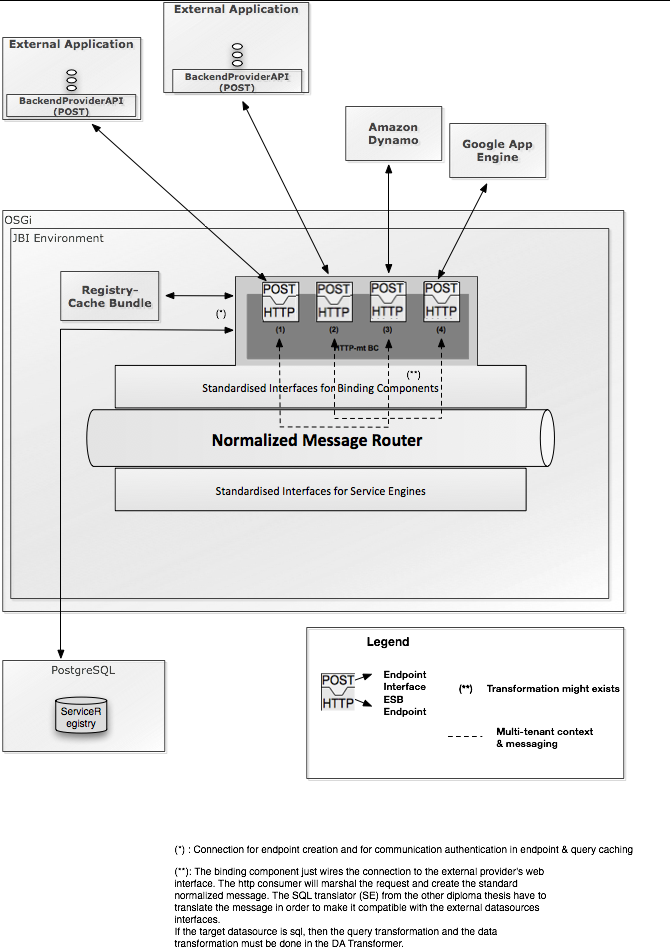 External Application
External Application
BackendProviderAPI
(POST)
BackendProviderAPI
(POST)
Amazon
Dynamo
Google App
Engine
OSGi
JBI Environment
Registry-
Cache Bundle
(*)
POST
HTTP
POST
HTTP
POST
HTTP
POST
HTTP
(1)
(2)
(3)
(4)
HTTP-mt BC
(**)
Standardised Interfaces for Binding Components
Normalized Message Router
Standardised Interfaces for Service Engines
PostgreSQL
ServiceR
egistry
Legend
POST
HTTP
Endpoint
Interface
ESB
Endpoint
(**) Transformation might exists
Multi-tenant context
& messaging
(*) : Connection for endpoint creation and for communication authentication in endpoint & query caching
(**): The binding component just wires the connection to the external provider's web
interface. The http consumer will marshal the request and create the standard
normalized message. The SQL translator (SE) from the other diploma thesis have to
translate the message in order to make it compatible with the external datasources
interfaces.
If the target datasource is sql, then the query transformation and the data
transformation must be done in the DA Transformer.